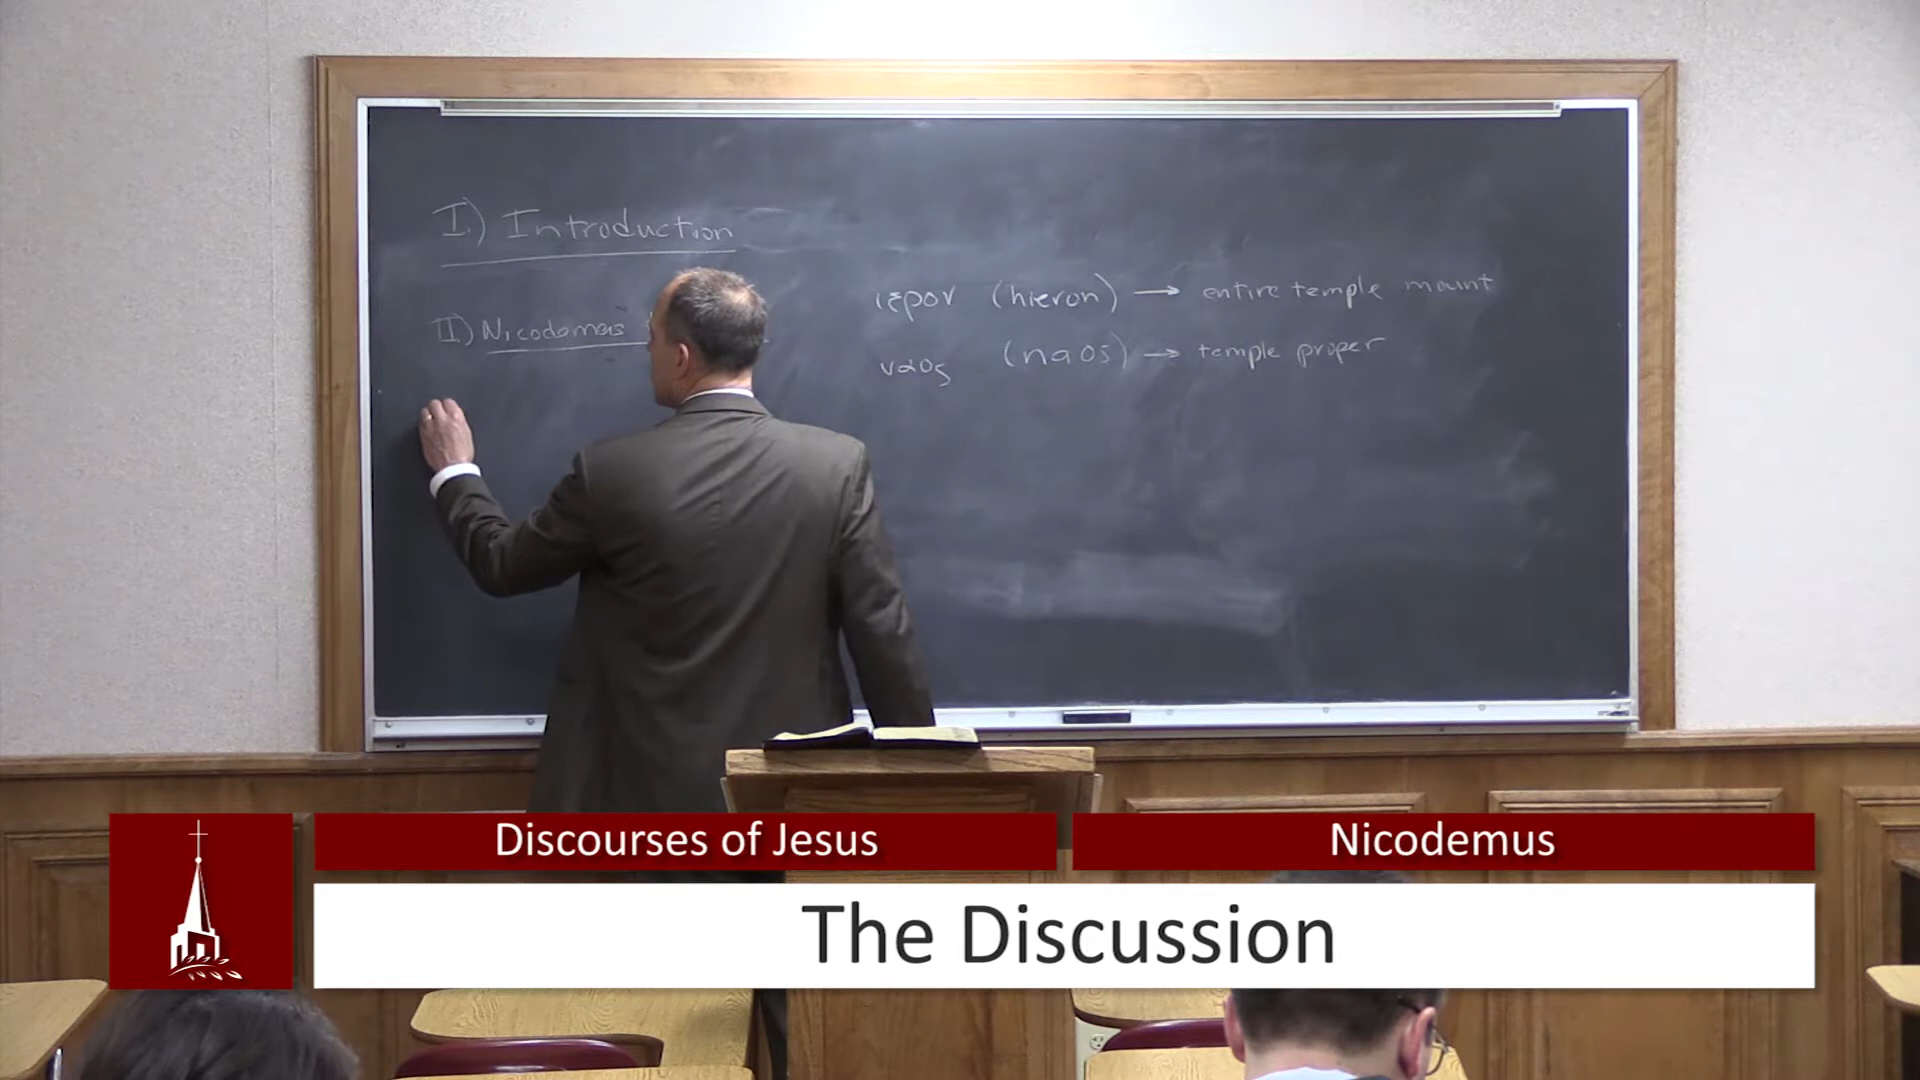 I.) Introduction
II) Nicodemus
ιερον (hieron) → entire temple mount
ναος (naos) → temple proper
Discourses of Jesus
Nicodemus
The Discussion